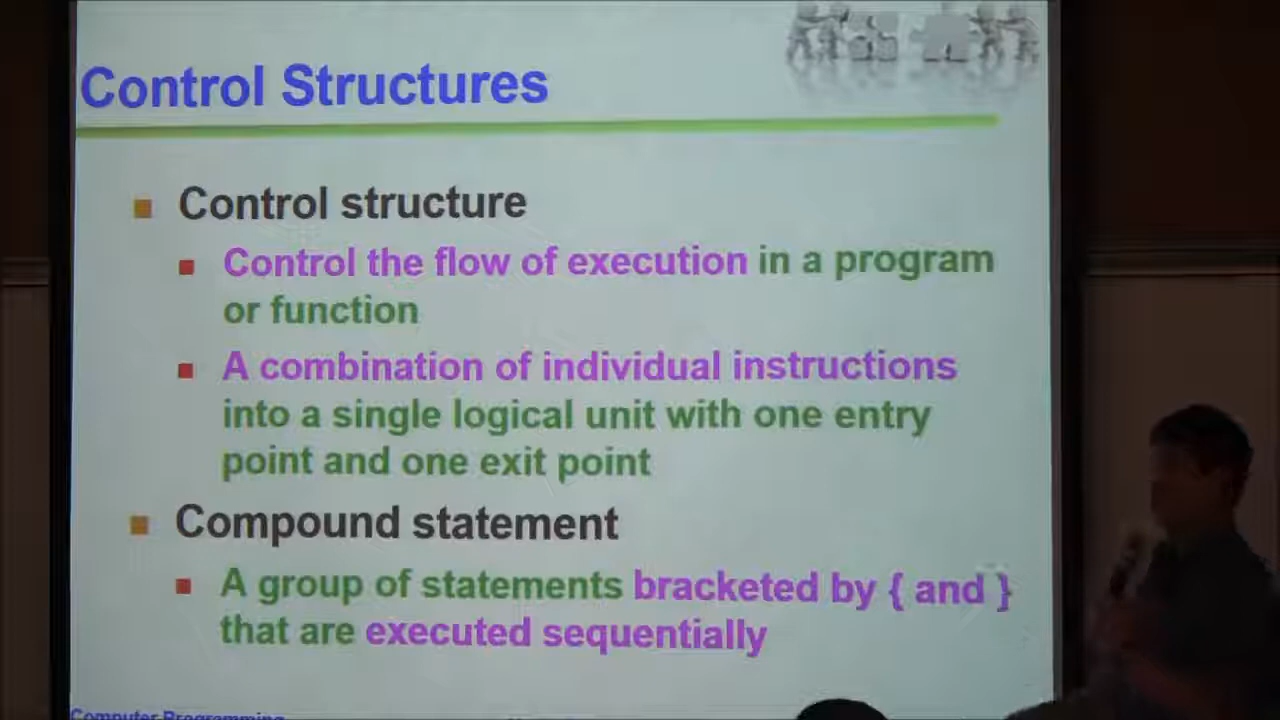 Control Structures
Control structure
Control the flow of execution in a program
or function
A combination of individual instructions
into a single logical unit with one entry
point and one exit point
Compound statement
A group of statements bracketed by { and }
that are executed sequentially
Computer Programming